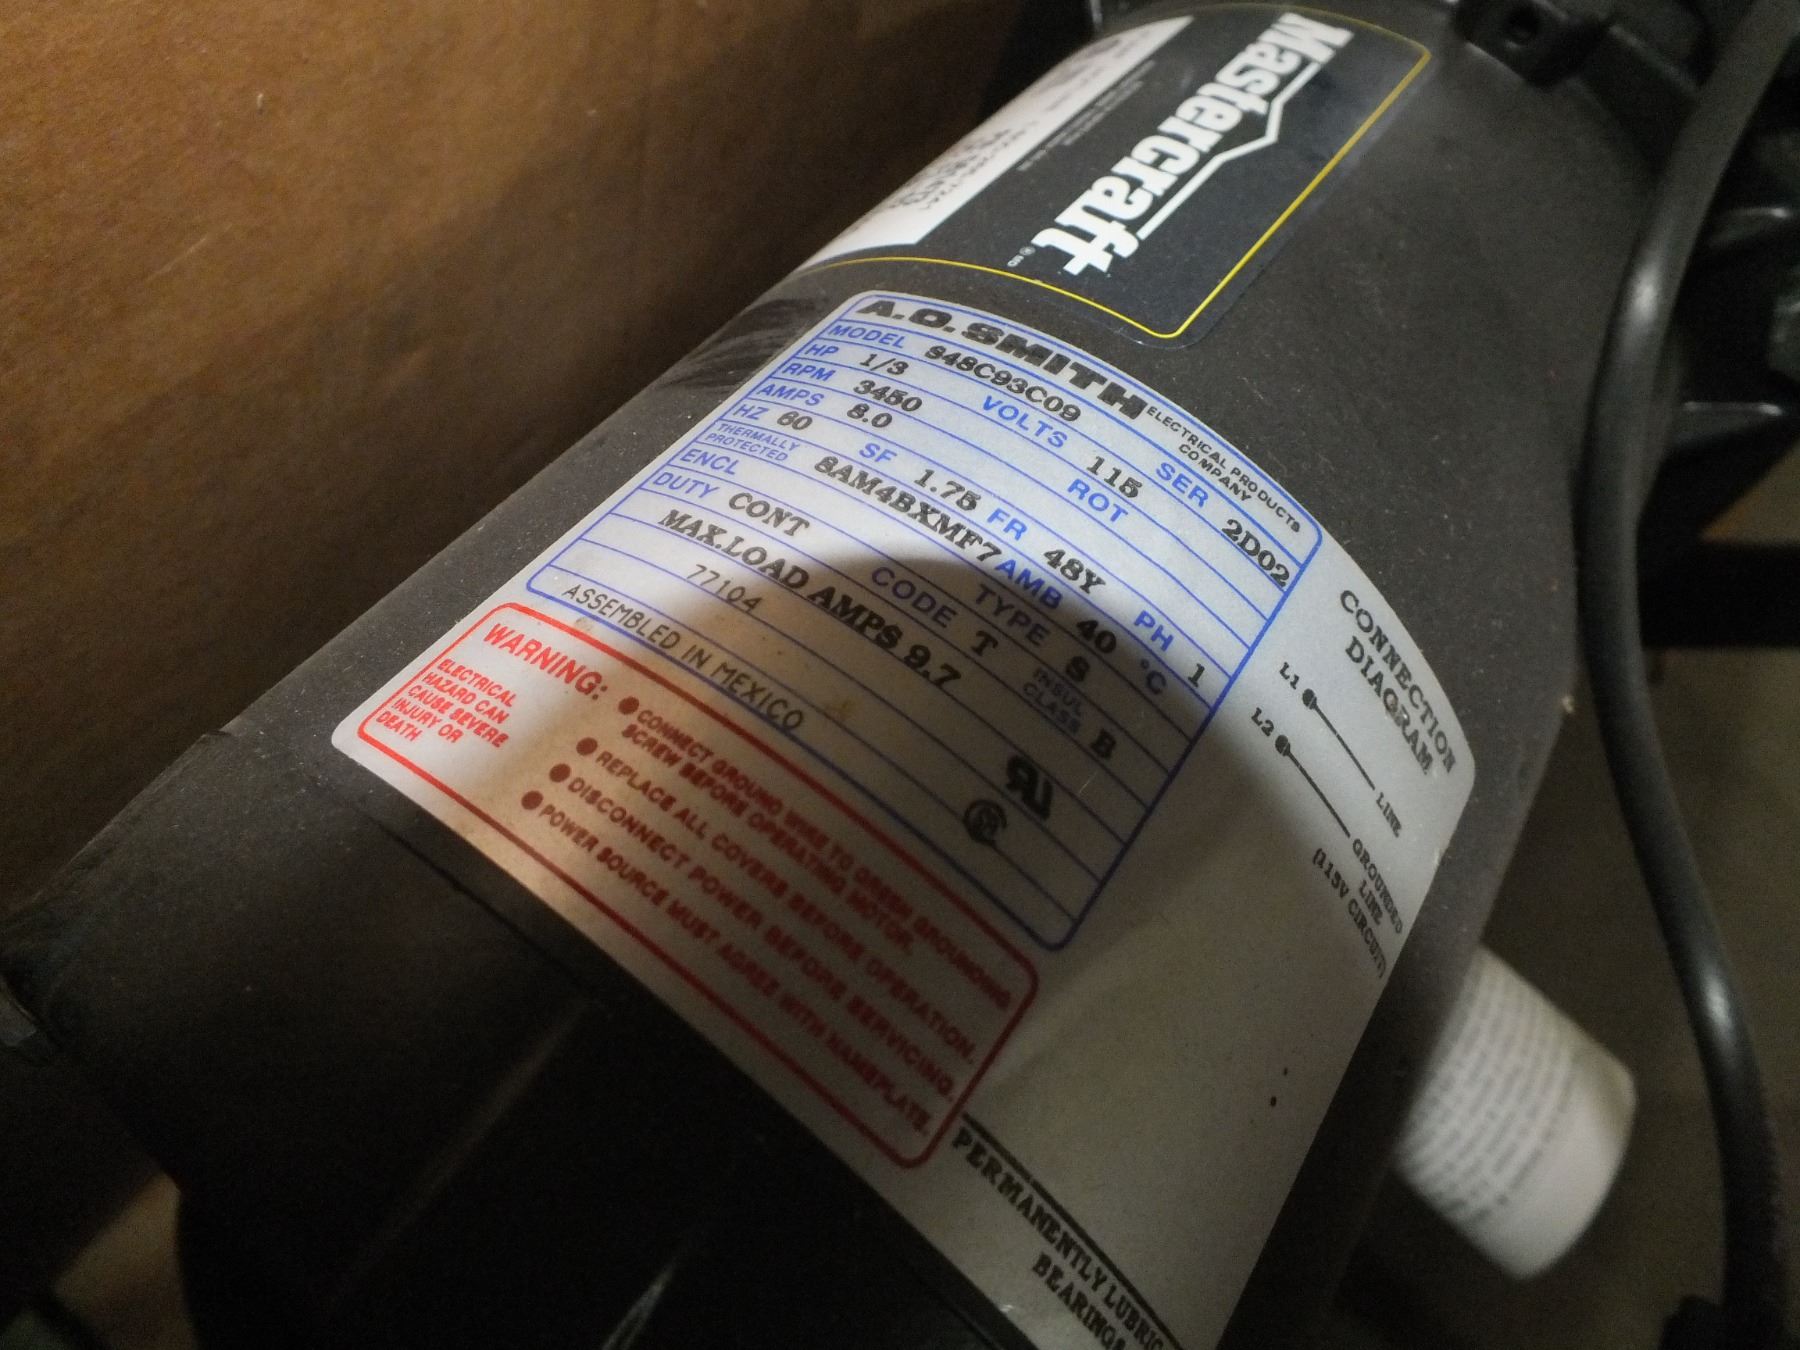 Mastercraft
® MD
A.O.SMITH ELECTRICAL PRODUCTS COMPANY
MODEL S48C93C09 SER 2D02
HP 1/3 VOLTS 115
RPM 3450 ROT
AMPS 8.0
HZ 60 SF 1.75 FR 48Y PH 1
THERMALLY PROTECTED 8AM4BXMF7 AMB 40 °C
ENCL TYPE S INSUL CLASS B
DUTY CONT CODE T
MAX.LOAD AMPS 9.7
77104
ASSEMBLED IN MEXICO
WARNING:
ELECTRICAL
HAZARD CAN
CAUSE SEVERE
INJURY OR
DEATH
● CONNECT GROUND WIRE TO GREEN GROUNDING
SCREW BEFORE OPERATING MOTOR.
● REPLACE ALL COVERS BEFORE OPERATION.
● DISCONNECT POWER BEFORE SERVICING.
● POWER SOURCE MUST AGREE WITH NAMEPLATE.
CONNECTION
DIAGRAM
L1 LINE
L2 GROUNDED
LINE
(115V CIRCUIT)
PERMANENTLY
BEARINGS